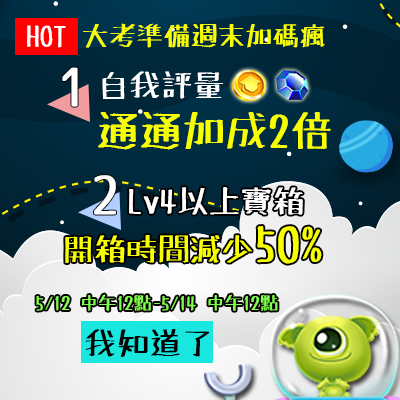 HOT 大考準備週末加碼瘋
1 自我評量
通通加成2倍
2 Lv4以上寶箱
開箱時間減少50%
5/12 中午12點-5/14 中午12點
我知道了